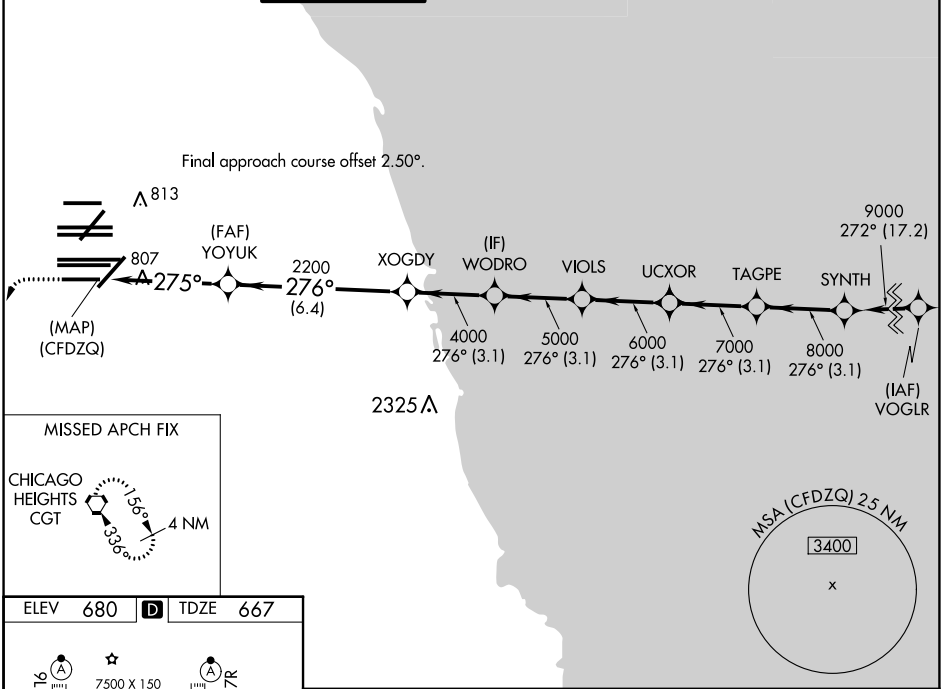 Final approach course offset 2.50°.
813
807
(FAF)
YOYUK
275°
2200
276°
(6.4)
XOGDY
(IF)
WODRO
VIOLS
UCXOR
TAGPE
SYNTH
9000
272° (17.2)
4000
276° (3.1)
5000
276° (3.1)
6000
276° (3.1)
7000
276° (3.1)
8000
276° (3.1)
(IAF)
VOGLR
(MAP)
(CFDZQ)
2325
MISSED APCH FIX
CHICAGO
HEIGHTS
CGT
156°
336°
4 NM
MSA (CFDZQ) 25 NM
3400
x
ELEV 680 D TDZE 667
16
A
7500 X 150
A
7R